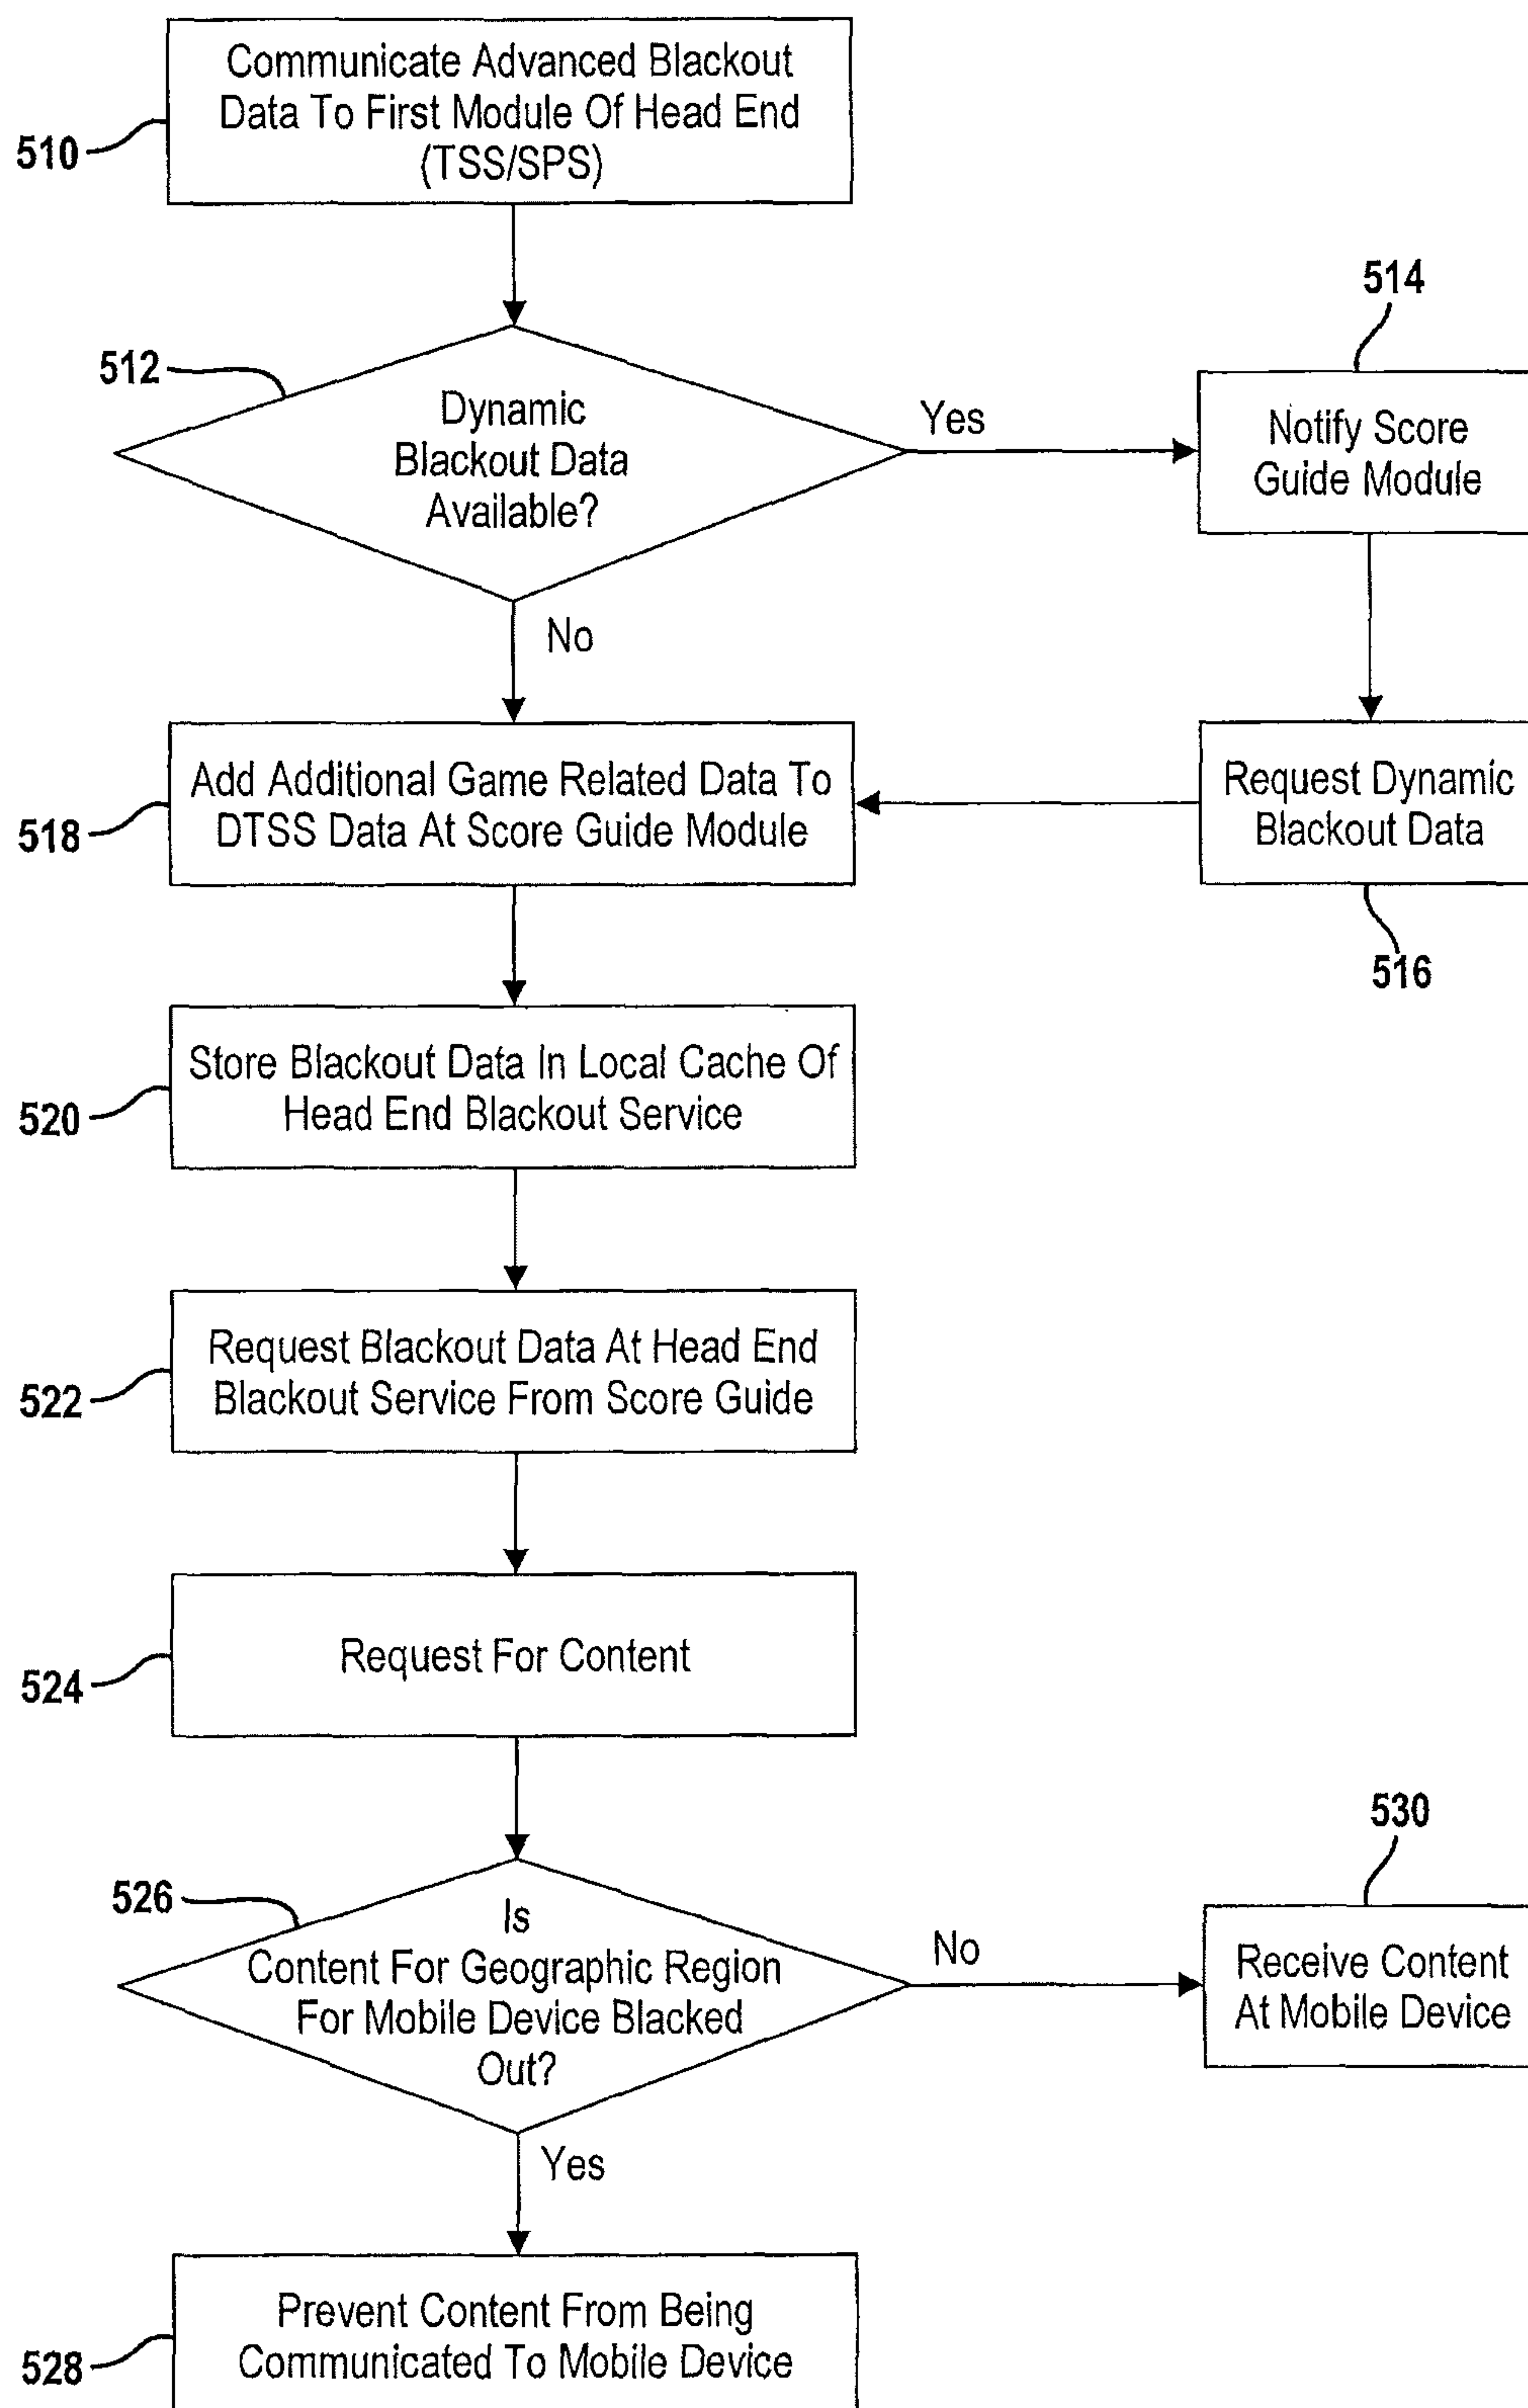 Communicate Advanced Blackout
Data To First Module Of Head End
(TSS/SPS)
510
512
Dynamic
Blackout Data
Available?
Yes
514
Notify Score
Guide Module
No
Add Additional Game Related Data To
DTSS Data At Score Guide Module
518
Request Dynamic
Blackout Data
516
Store Blackout Data In Local Cache Of
Head End Blackout Service
520
Request Blackout Data At Head End
Blackout Service From Score Guide
522
Request For Content
524
526
Is
Content For Geographic Region
For Mobile Device Blacked
Out?
No
530
Receive Content
At Mobile Device
Yes
Prevent Content From Being
Communicated To Mobile Device
528